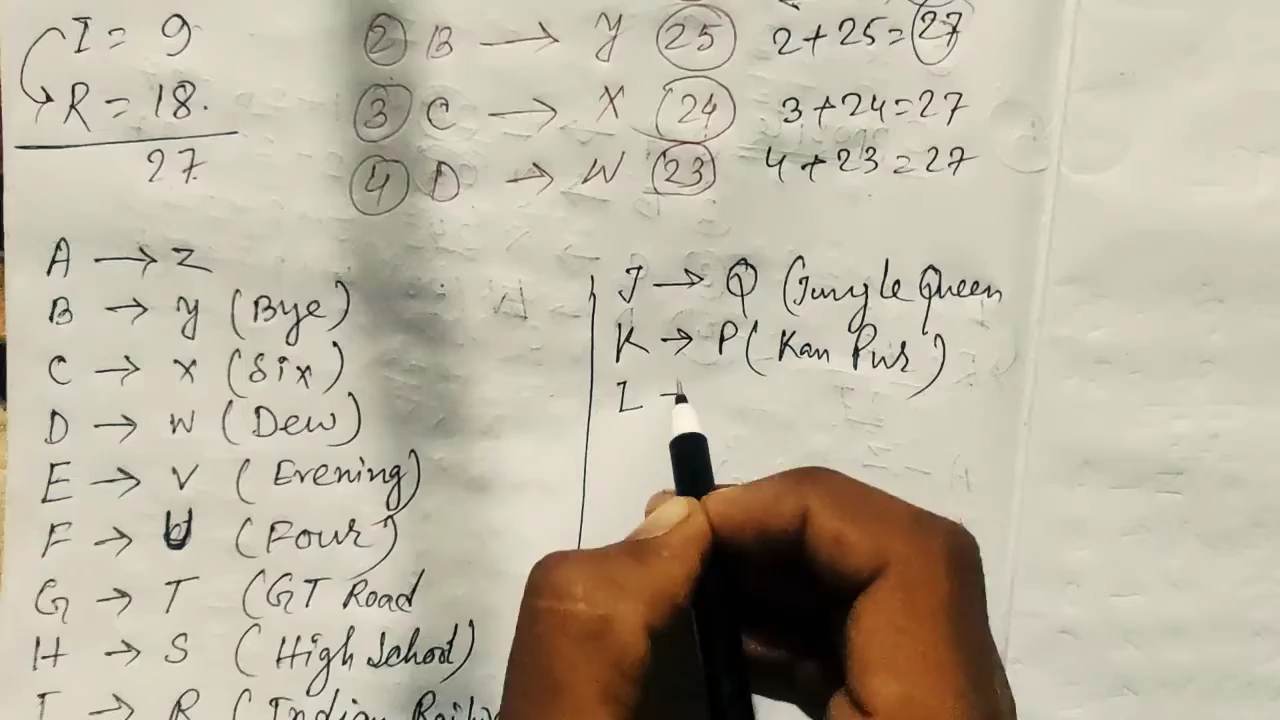 I = 9
R = 18.
27
2 B → Y 25 2+25=27
3 C → X 24 3+24=27
4 D → W 23 4+23=27
A → Z
B → Y (Bye)
C → X (Six)
D → W (Dew)
E → V (Evening)
F → U (Four)
G → T (GT Road
H → S (High School)
I → R (Indian
J → Q (Jungle Queen
K → P (Kan Pur)
L →